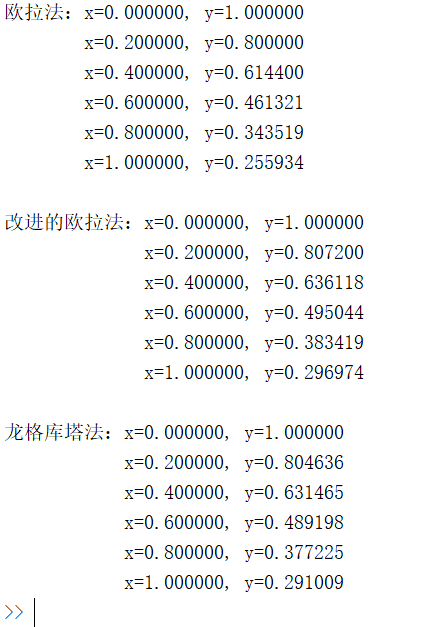 欧拉法：x=0.000000, y=1.000000
x=0.200000, y=0.800000
x=0.400000, y=0.614400
x=0.600000, y=0.461321
x=0.800000, y=0.343519
x=1.000000, y=0.255934
改进的欧拉法：x=0.000000, y=1.000000
x=0.200000, y=0.807200
x=0.400000, y=0.636118
x=0.600000, y=0.495044
x=0.800000, y=0.383419
x=1.000000, y=0.296974
龙格库塔法：x=0.000000, y=1.000000
x=0.200000, y=0.804636
x=0.400000, y=0.631465
x=0.600000, y=0.489198
x=0.800000, y=0.377225
x=1.000000, y=0.291009
>>